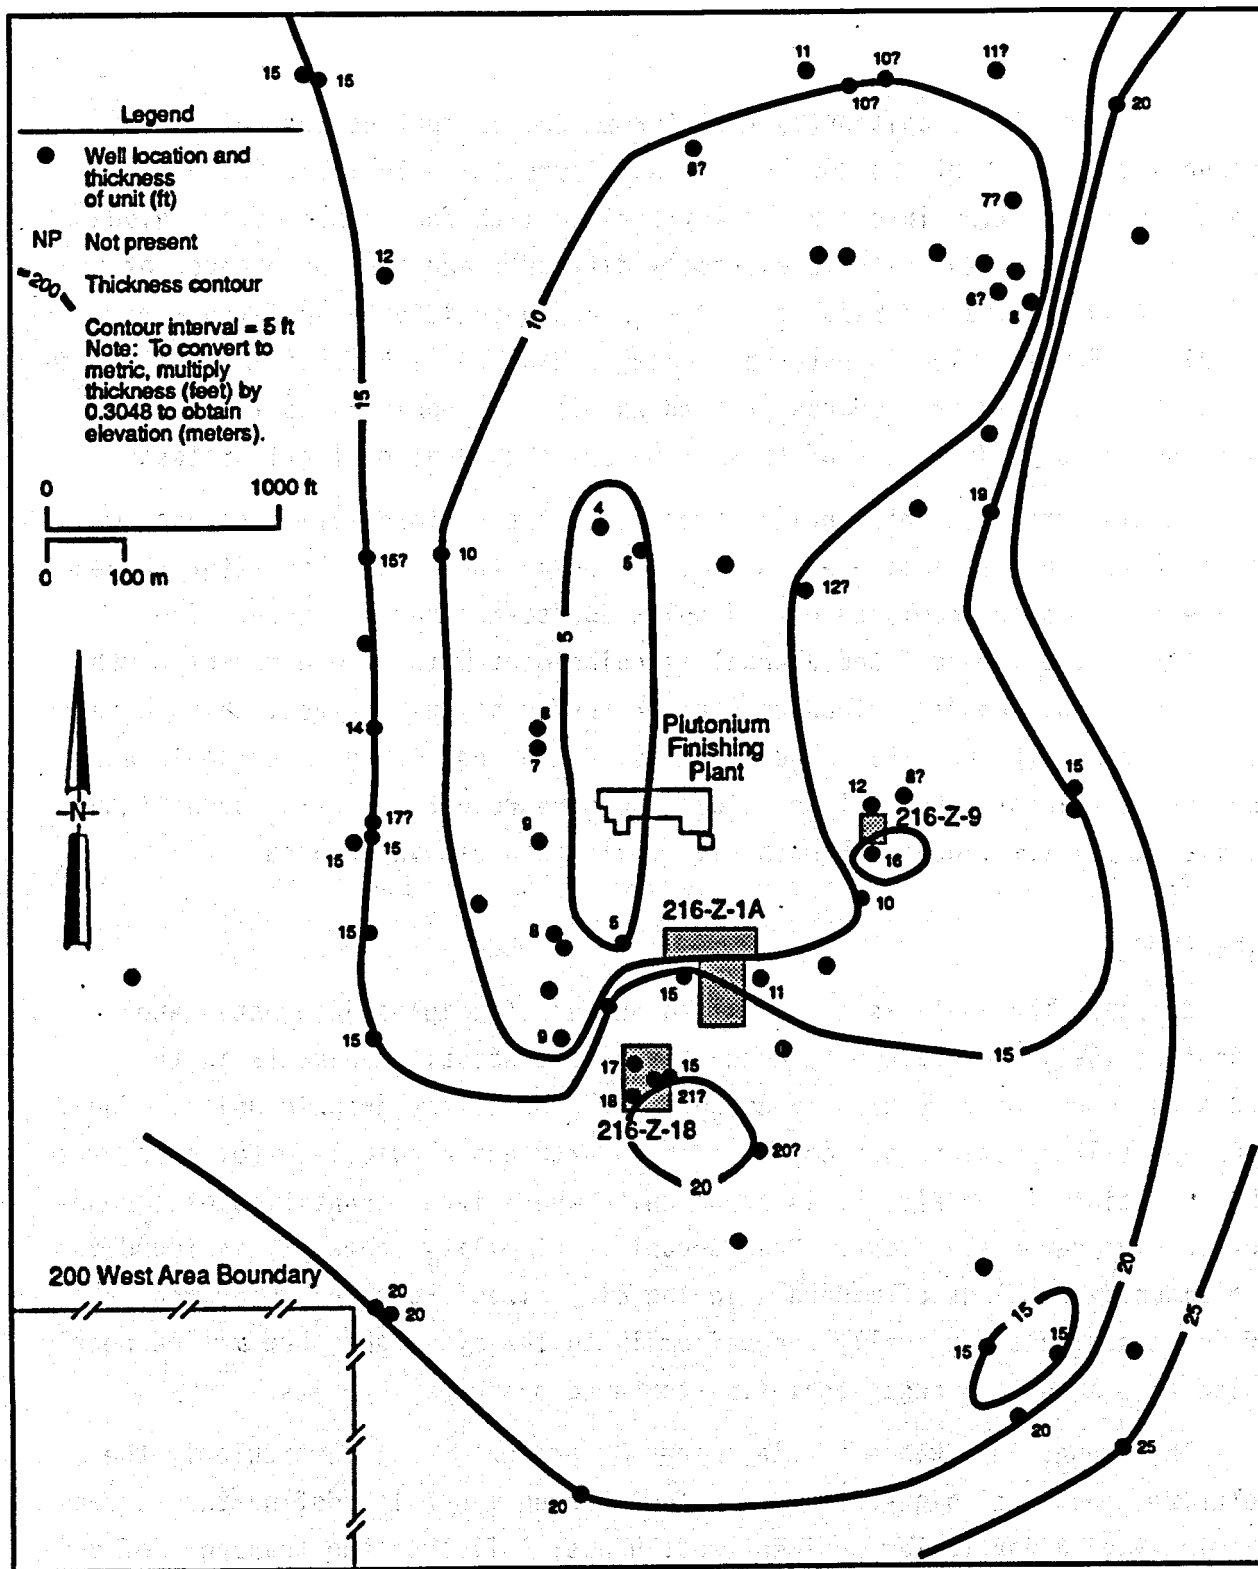 11
10?
11?
15
15
10?
20
Legend
Well location and
thickness
of unit (ft)
8?
7?
NP Not present
12
200
Thickness contour
6?
Contour interval = 5 ft
Note: To convert to
metric, multiply
thickness (feet) by
0.3048 to obtain
elevation (meters).
10
15
0 1000 ft
19
4
0 100 m
15?
10
5
12?
5
14
8
7
Plutonium
Finishing
Plant
15
12
8?
216-Z-9
17?
15
15
9
16
10
216-Z-1A
15
5
15
11
15
9
15
17
15
18
21?
216-Z-18
20?
20
20
200 West Area Boundary
20
20
25
15
15
15
20
25
20
N